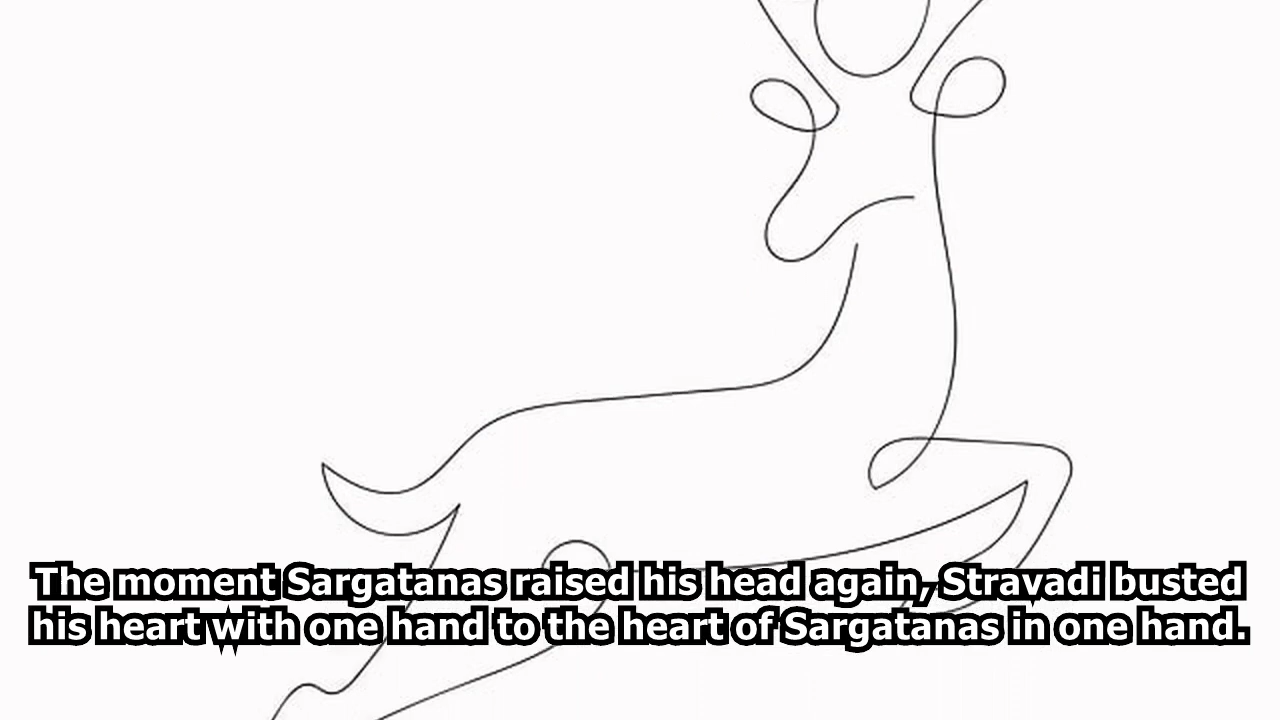 The moment Sargatanas raised his head again, Stravadi busted
his heart with one hand to the heart of Sargatanas in one hand.